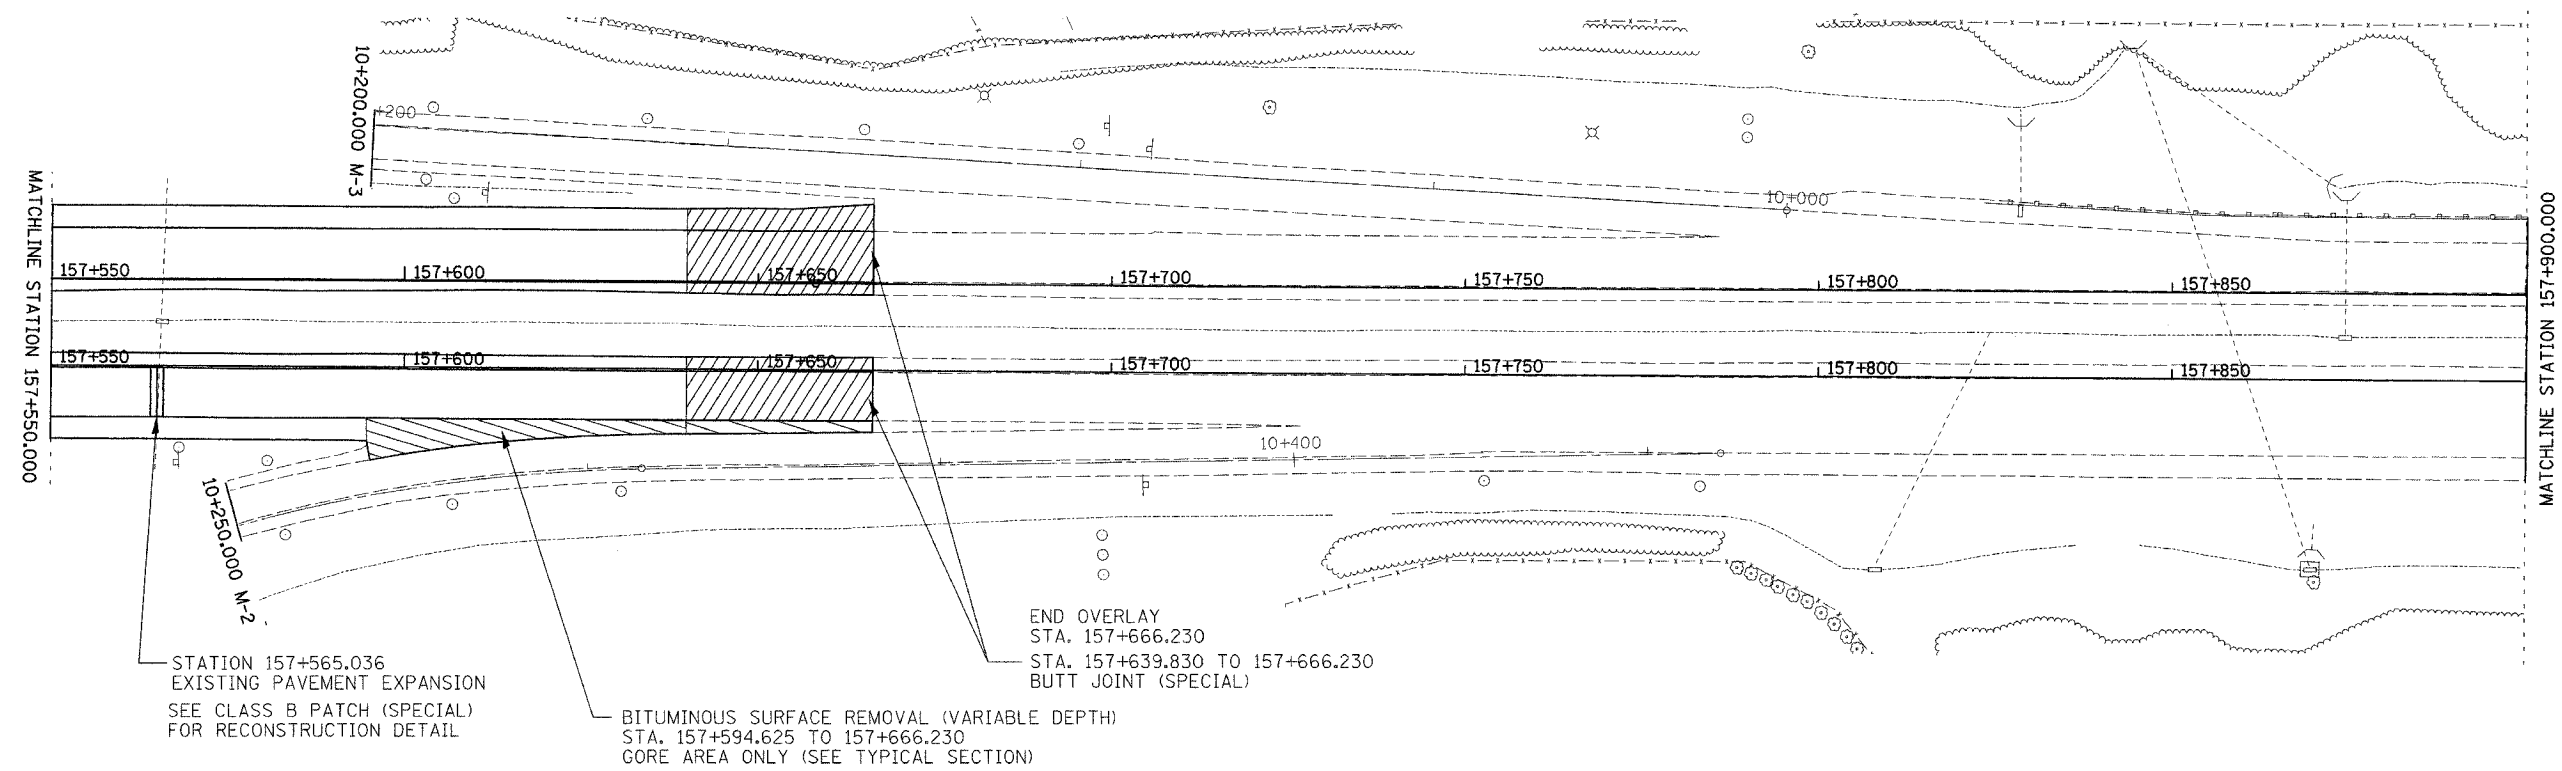 10+200.000 M-3
+200
10+000
MATCHLINE STATION 157+550.000
157+550
157+600
157+650
157+700
157+750
157+800
157+850
MATCHLINE STATION 157+900.000
157+550
157+600
157+650
157+700
157+750
157+800
157+850
10+400
10+250.000 M-2
END OVERLAY
STA. 157+666.230
STA. 157+639.830 TO 157+666.230
BUTT JOINT (SPECIAL)
STATION 157+565.036
EXISTING PAVEMENT EXPANSION
SEE CLASS B PATCH (SPECIAL)
FOR RECONSTRUCTION DETAIL
BITUMINOUS SURFACE REMOVAL (VARIABLE DEPTH)
STA. 157+594.625 TO 157+666.230
GORE AREA ONLY (SEE TYPICAL SECTION)